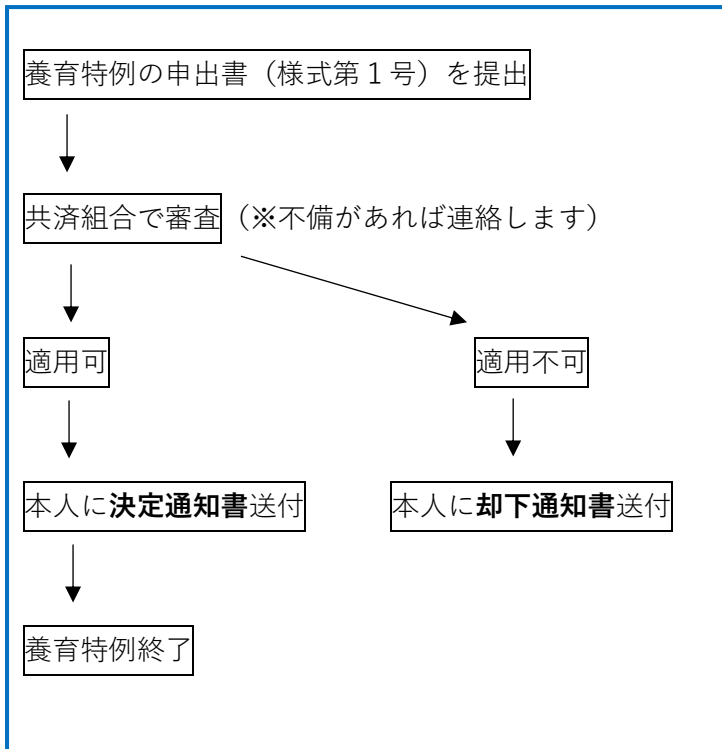 養育特例の申出書（様式第１号）を提出
共済組合で審査（※不備があれば連絡します）
適用可
適用不可
本人に決定通知書送付
本人に却下通知書送付
養育特例終了